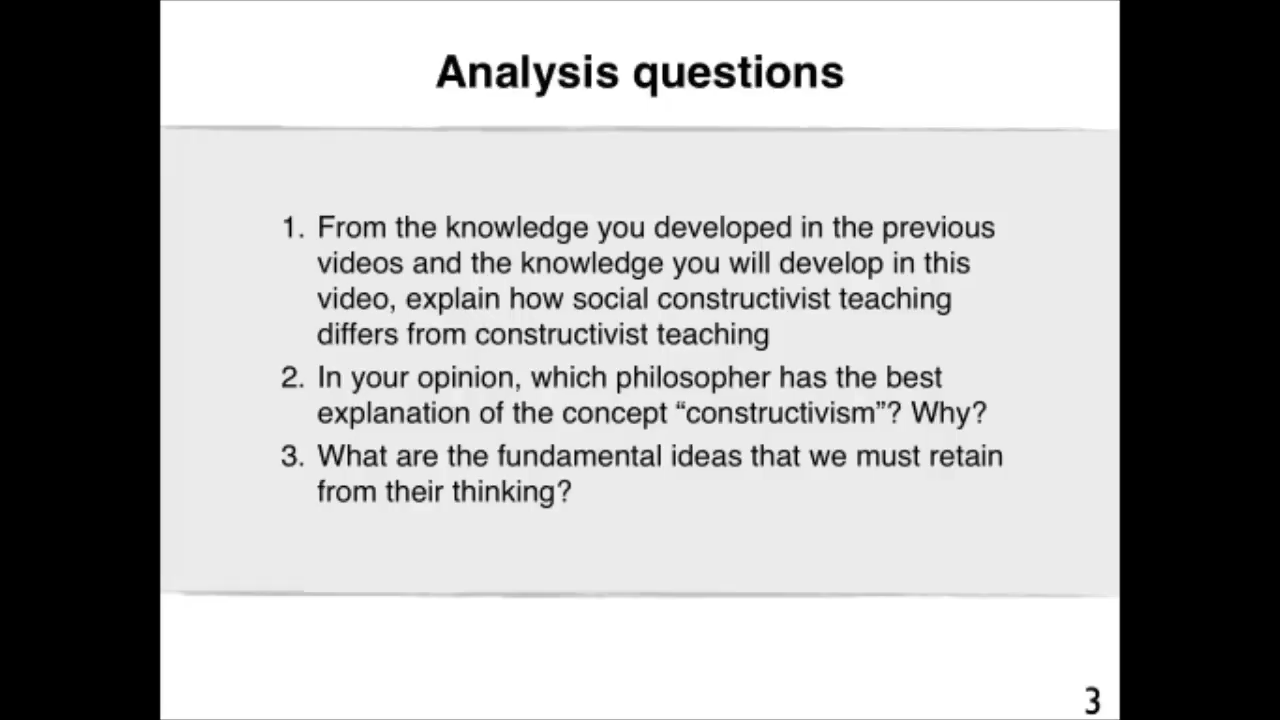 Analysis questions
1. From the knowledge you developed in the previous
videos and the knowledge you will develop in this
video, explain how social constructivist teaching
differs from constructivist teaching
2. In your opinion, which philosopher has the best
explanation of the concept “constructivism”? Why?
3. What are the fundamental ideas that we must retain
from their thinking?
3